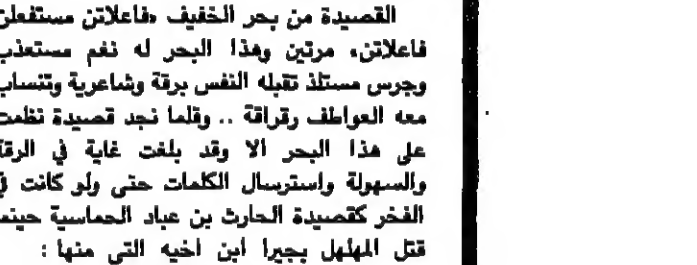 القصيدة من بحر الخفيف «فاعلاتن مستفعلن
فاعلاتن» مرتين وهذا البحر له نغم مستعذب
وجرس مستلذ تقبله النفس برقة وشاعرية وتنساب
معه العواطف رقراقة .. وقلما نجد قصيدة نظمت
على هذا البحر الا وقد بلغت غاية في الرقة
والسهولة واسترسال الكلمات حتى ولو كانت في
الفخر كقصيدة الحارث بن عباد الحماسية حينما
قتل المهلهل بجيرا ابن اخيه التي منها :